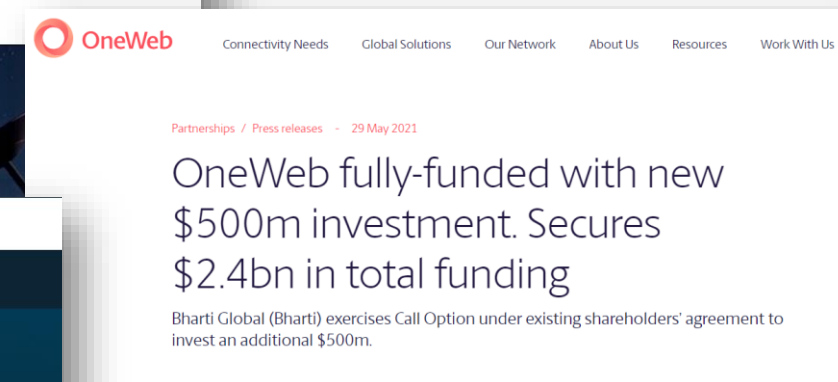 OneWeb Connectivity Needs Global Solutions Our Network About Us Resources Work With Us
Partnerships / Press releases - 29 May 2021
OneWeb fully-funded with new
$500m investment. Secures
$2.4bn in total funding
Bharti Global (Bharti) exercises Call Option under existing shareholders' agreement to
invest an additional $500m.